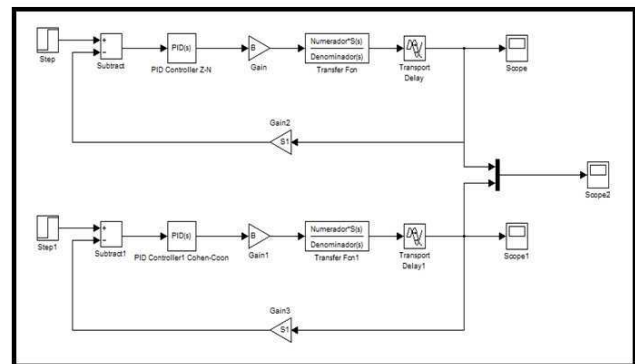 Step
+
−
Subtract
PID(s)
PID Controller Z-N
B
Gain
Numerador*S(s)
Denominador(s)
Transfer Fcn
Transport
Delay
Scope
Gain2
S1
Scope2
Step1
+
−
Subtract1
PID(s)
PID Controller1 Cohen-Coon
B
Gain1
Numerador*S(s)
Denominador(s)
Transfer Fcn1
Transport
Delay1
Scope1
Gain3
S1